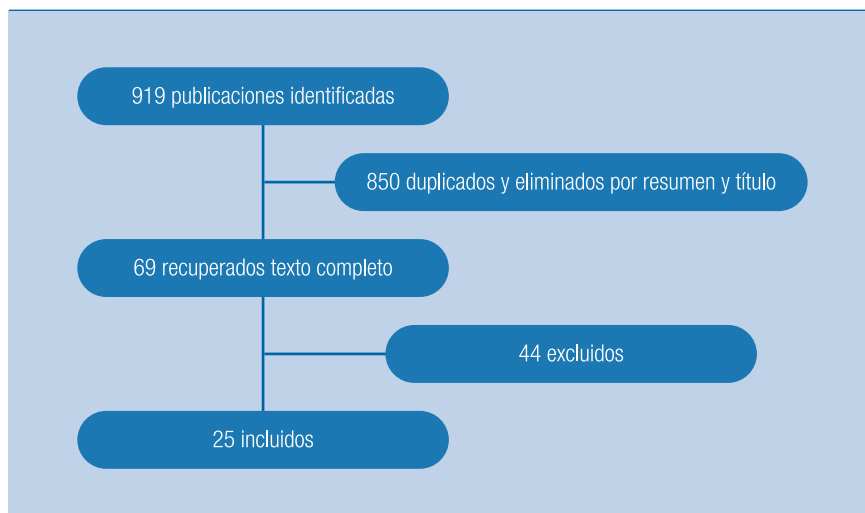 919 publicaciones identificadas
850 duplicados y eliminados por resumen y título
69 recuperados texto completo
44 excluidos
25 incluidos